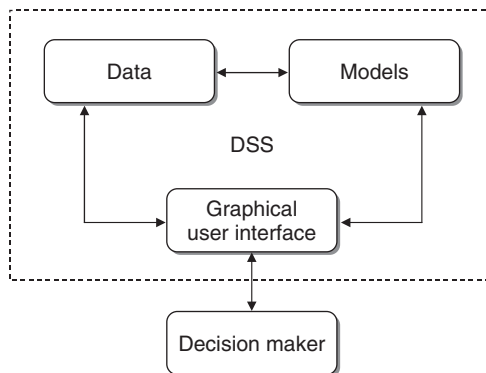 Data
Models
DSS
Graphical
user interface
Decision maker